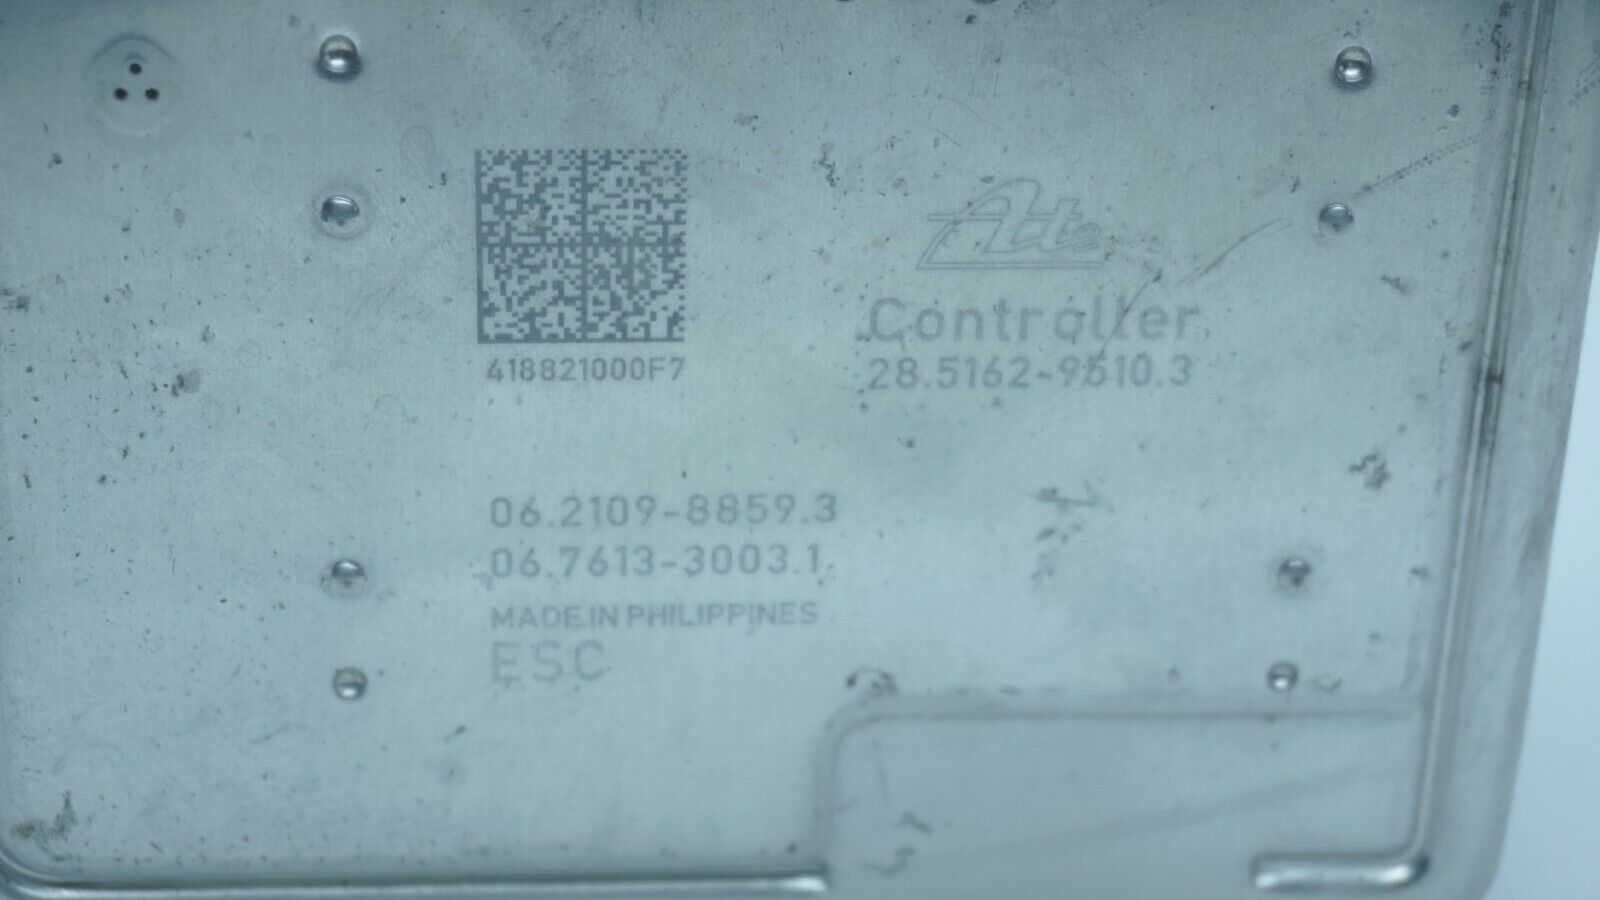 Ate
Controller
28.5162-9510.3
418821000F7
06.2109-8859.3
06.7613-3003.1
MADE IN PHILIPPINES
ESC